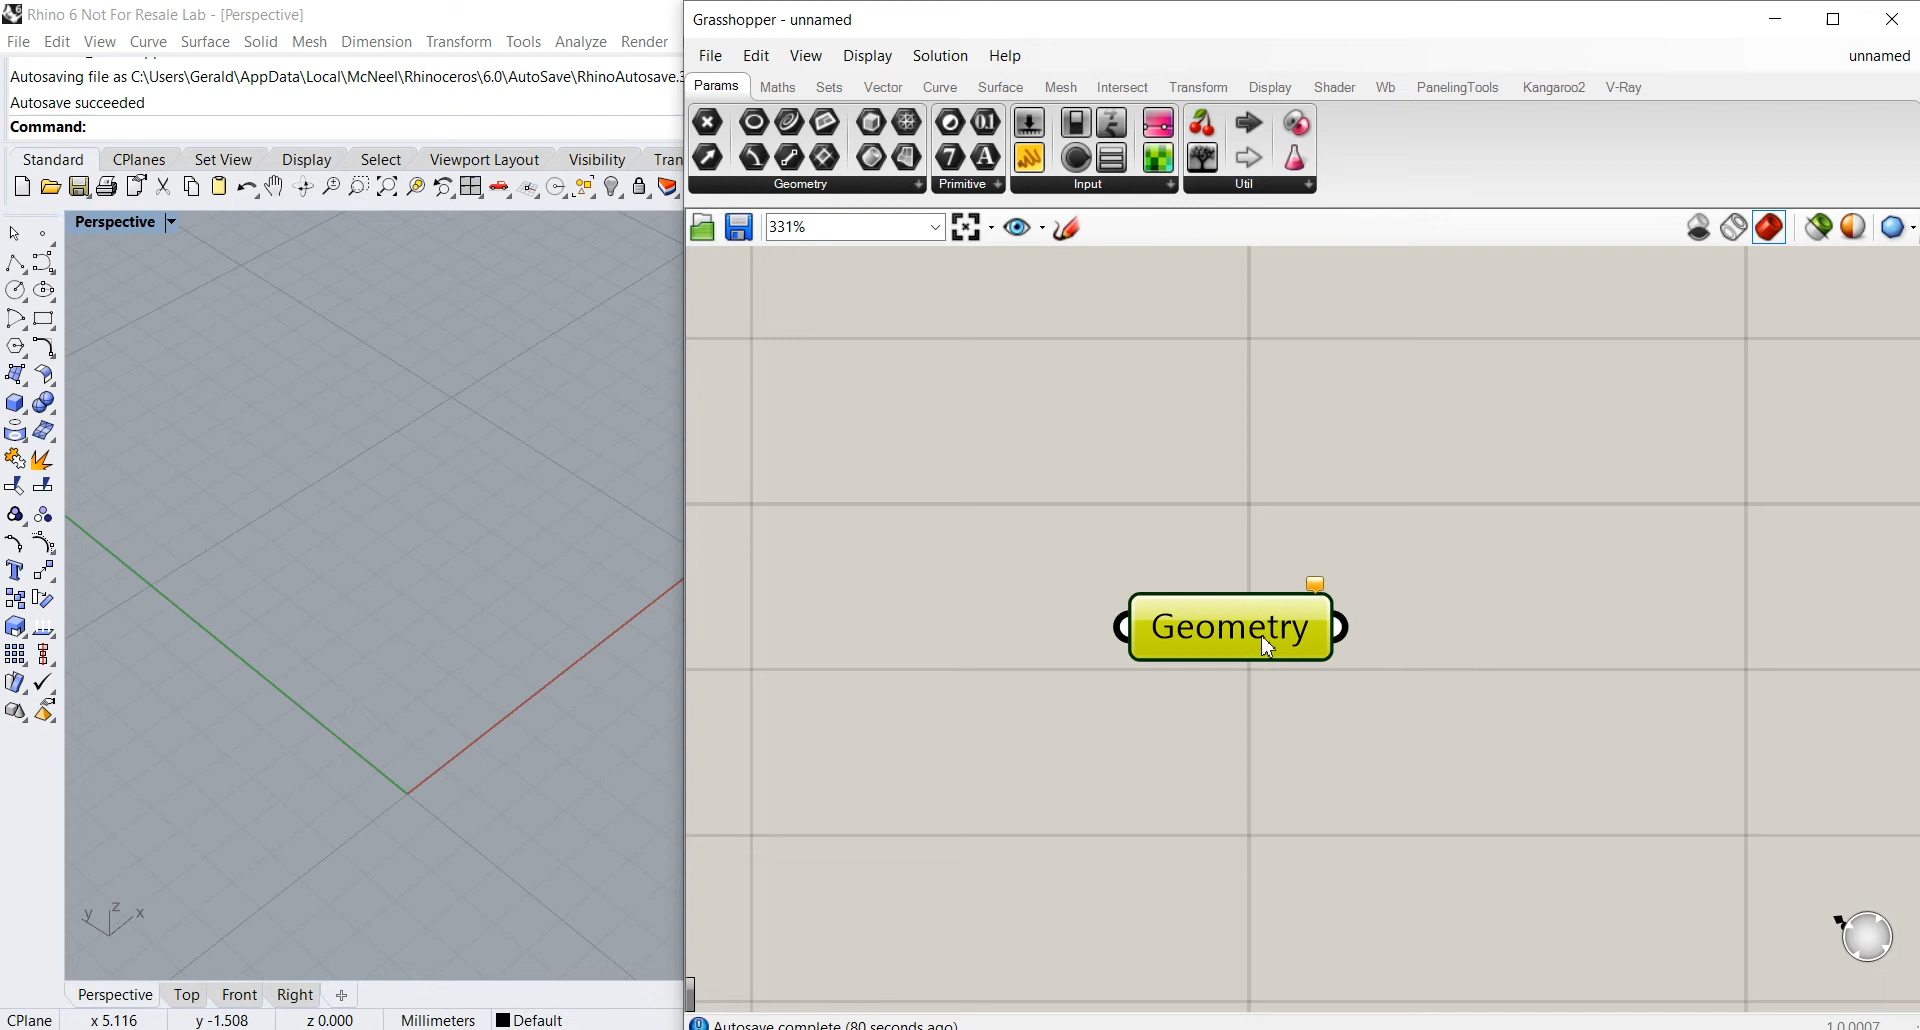 Rhino 6 Not For Resale Lab - [Perspective]
File Edit View Curve Surface Solid Mesh Dimension Transform Tools Analyze Render
Autosaving file as C:\Users\Gerald\AppData\Local\McNeel\Rhinoceros\6.0\AutoSave\RhinoAutosave.3
Autosave succeeded
Command:
Standard CPlanes Set View Display Select Viewport Layout Visibility Tran
Perspective
y z x
Perspective Top Front Right
CPlane x 5.116 y -1.508 z 0.000 Millimeters Default
Grasshopper - unnamed
File Edit View Display Solution Help unnamed
Params Maths Sets Vector Curve Surface Mesh Intersect Transform Display Shader Wb PanelingTools Kangaroo2 V-Ray
0.1
7 A
Geometry Primitive Input Util
331%
Geometry
Autosave complete (80 seconds ago) 1.0.0007